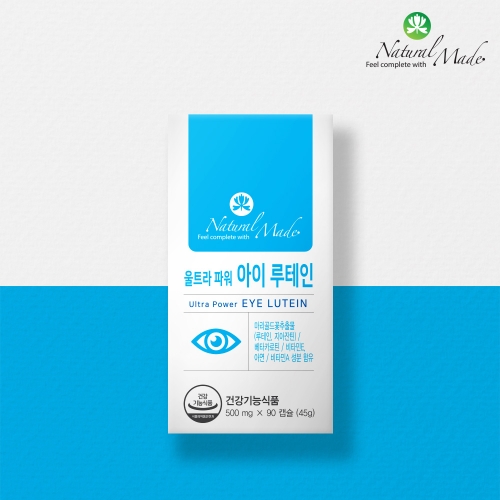 Natural Made
Feel complete with
Natural Made
Feel complete with
울트라 파워 아이 루테인
Ultra Power EYE LUTEIN
마리골드꽃추출물
(루테인, 지아잔틴) /
베타카로틴 / 비타민E,
아연 / 비타민A 성분 함유
건강
기능식품
건강기능식품
500 mg × 90 캡슐 (45g)